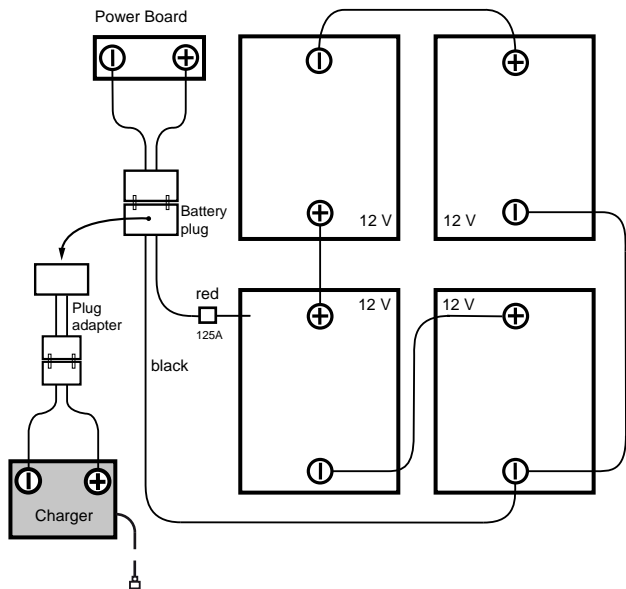 Power Board
12 V
12 V
Battery
plug
red
12 V
12 V
Plug
adapter
125A
black
Charger